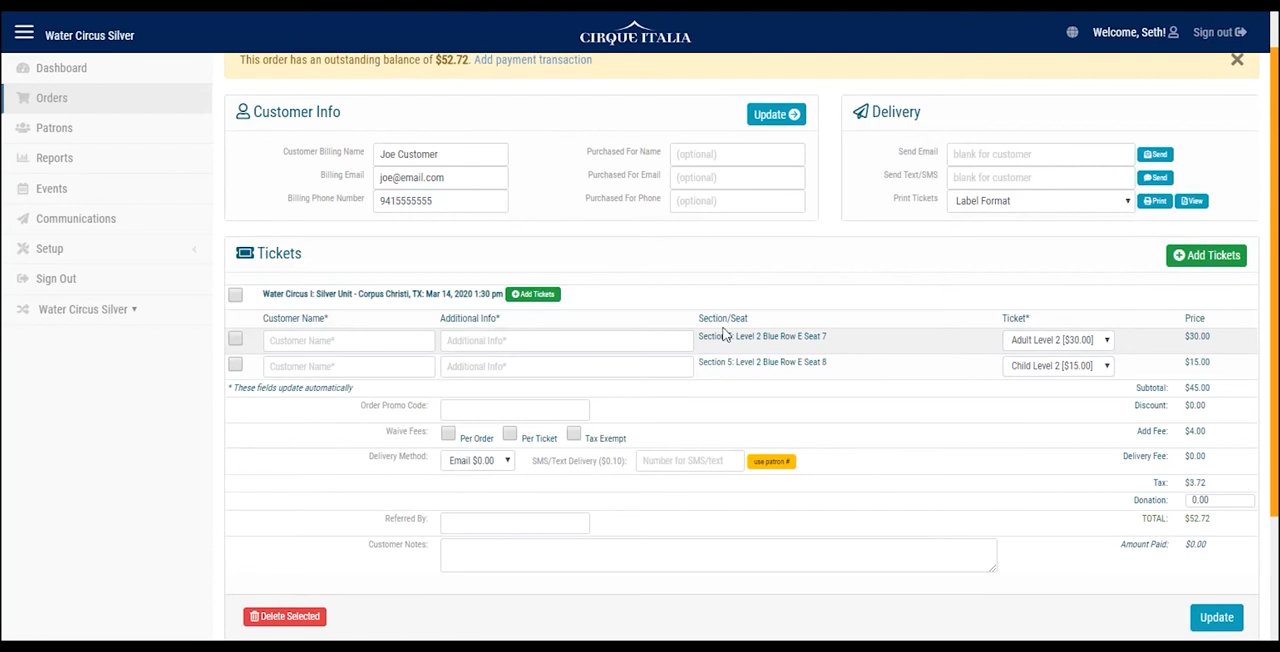 Water Circus Silver
CIRQUE ITALIA
Welcome, Seth!
Sign out
Dashboard
Orders
Patrons
Reports
Events
Communications
Setup
Sign Out
Water Circus Silver
This order has an outstanding balance of $52.72. Add payment transaction
Customer Info
Update
Customer Billing Name Joe Customer Purchased For Name (optional)
Billing Email joe@email.com Purchased For Email (optional)
Billing Phone Number 9415555555 Purchased For Phone (optional)
Delivery
Send Email blank for customer Send
Send Text/SMS blank for customer Send
Print Tickets Label Format Print View
Tickets
Add Tickets
Water Circus I: Silver Unit - Corpus Christi, TX: Mar 14, 2020 1:30 pm Add Tickets
Customer Name* Additional Info* Section/Seat Ticket* Price
Customer Name* Additional Info* Section Level 2 Blue Row E Seat 7 Adult Level 2 [$30.00] $30.00
Customer Name* Additional Info* Section 5: Level 2 Blue Row E Seat 8 Child Level 2 [$15.00] $15.00
* These fields update automatically Subtotal: $45.00
Order Promo Code: Discount: $0.00
Waive Fees: Per Order Per Ticket Tax Exempt Add Fee: $4.00
Delivery Method: Email $0.00 SMS/Text Delivery ($0.10): Number for SMS/text use patron # Delivery Fee: $0.00
Tax: $3.72
Donation: 0.00
Referred By: TOTAL: $52.72
Customer Notes: Amount Paid: $0.00
Delete Selected
Update